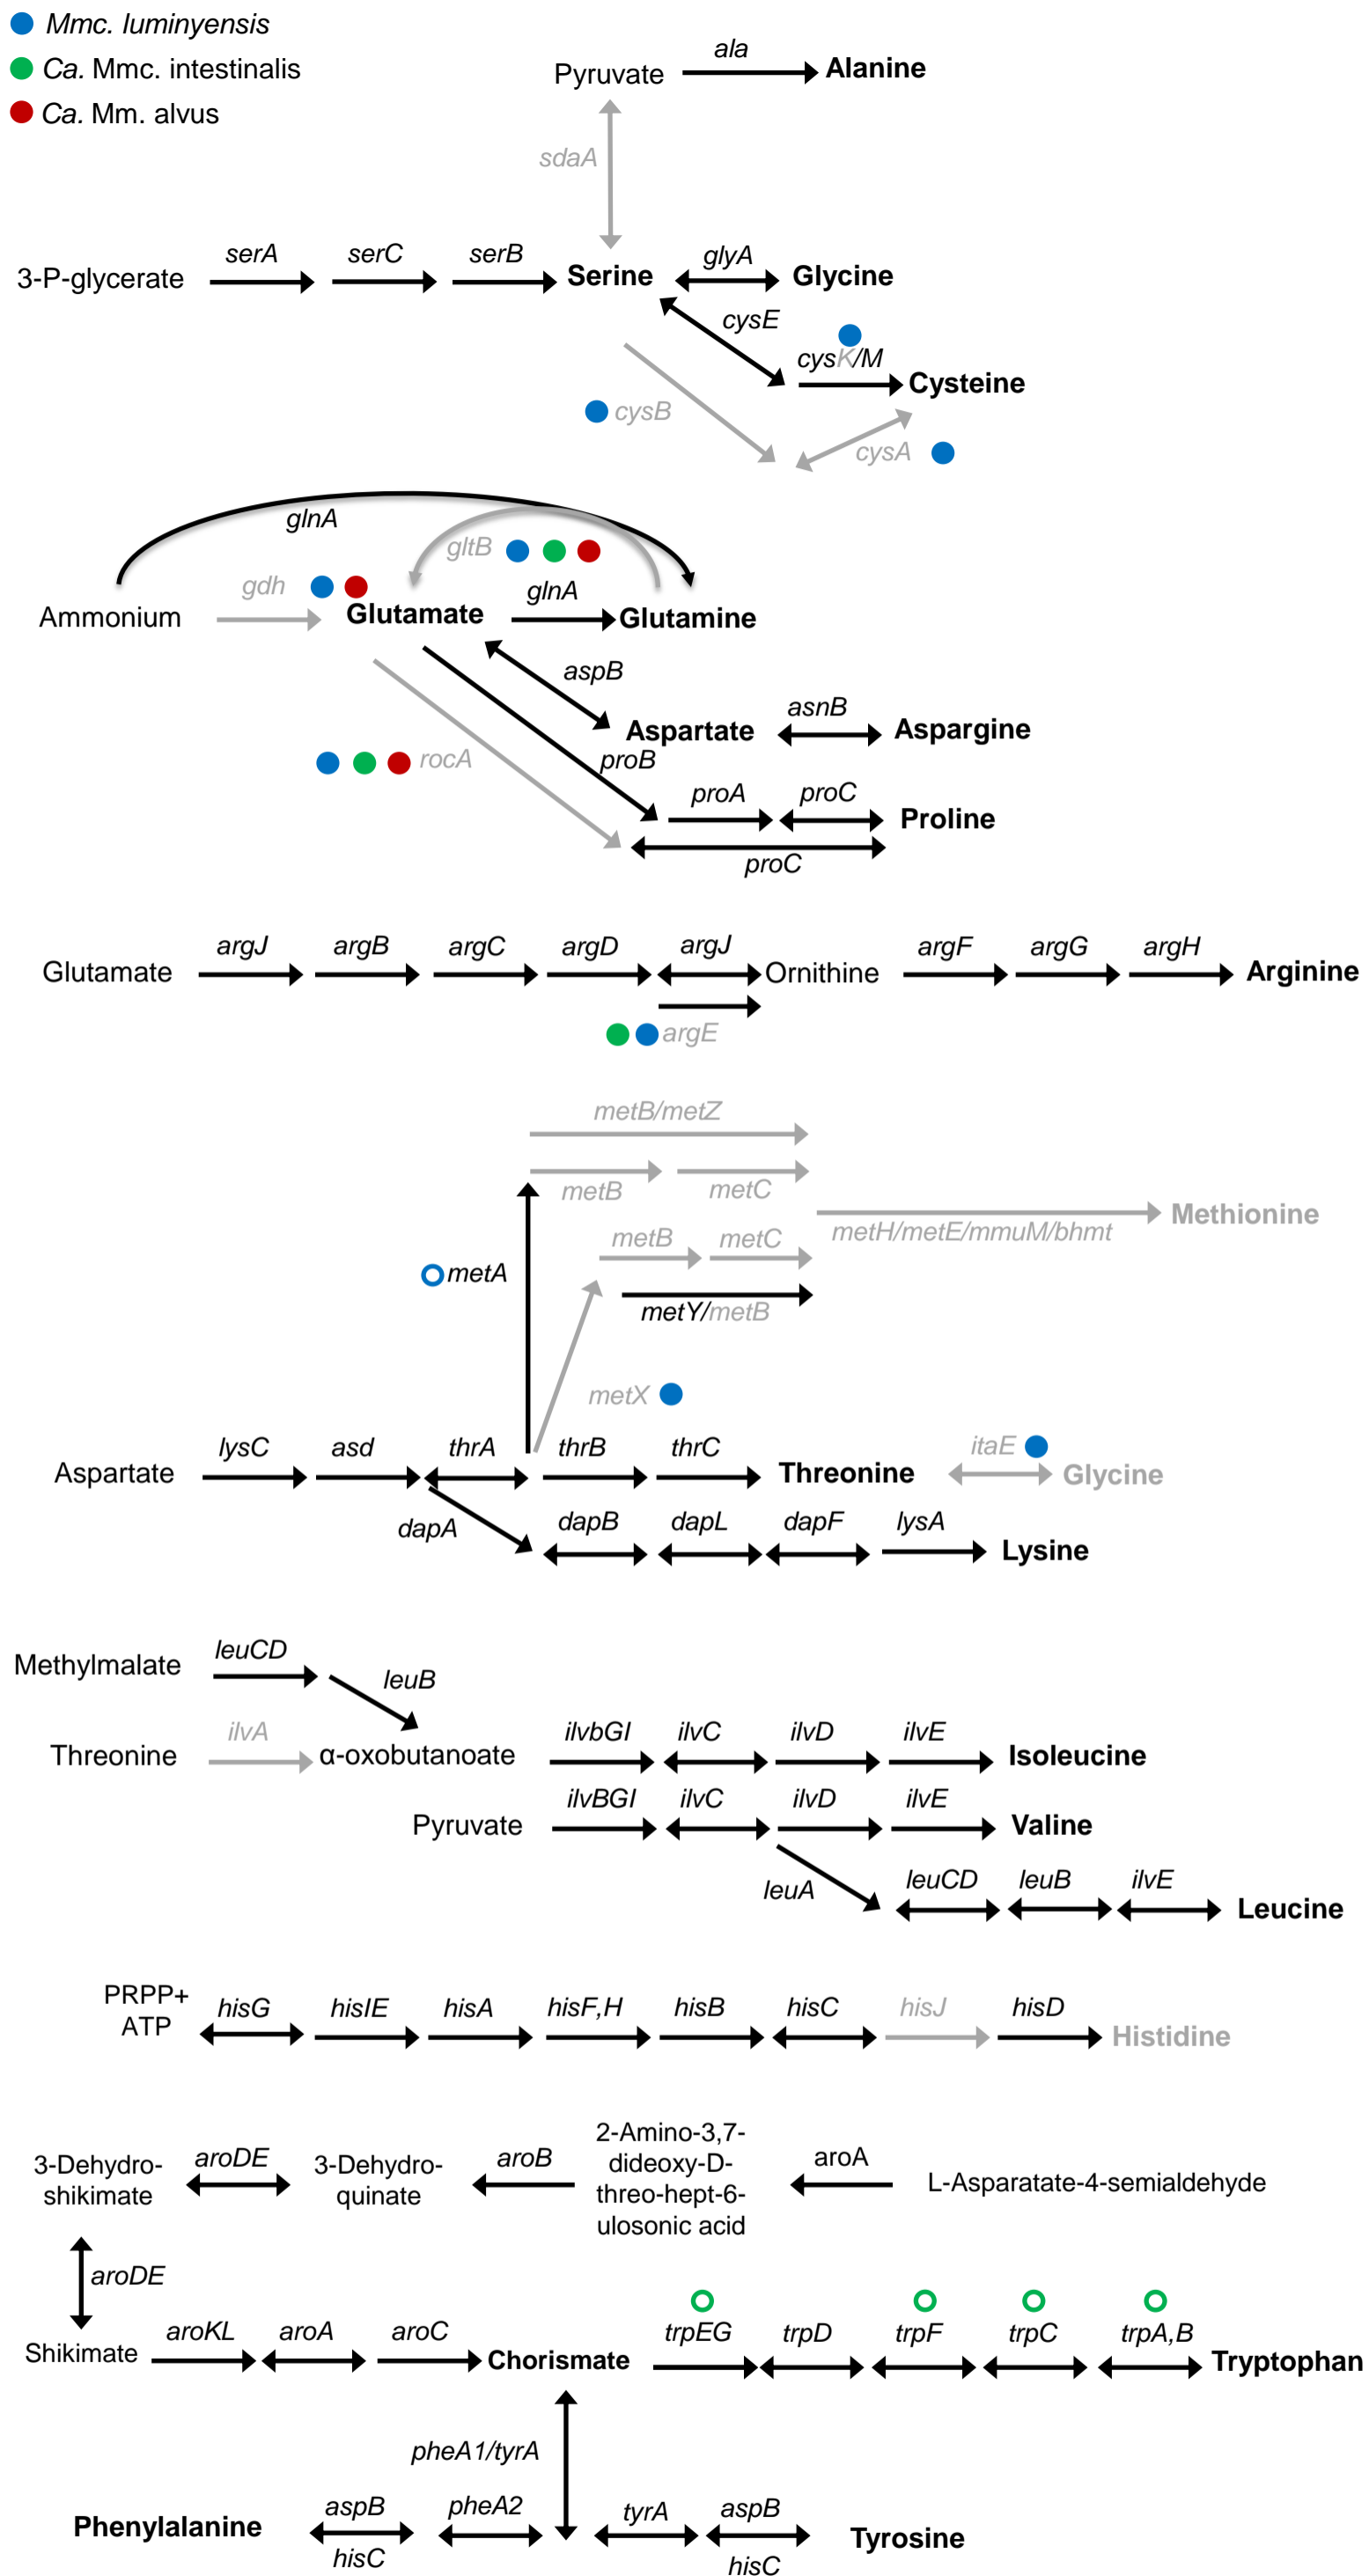 Mmc. luminyensis
Ca. Mmc. intestinalis
Ca. Mm. alvus
Pyruvate
ala
Alanine
sdaA
3-P-glycerate
serA
serC
serB
Serine
glyA
Glycine
cysE
cysK/M
Cysteine
cysB
cysA
glnA
gltB
gdh
Ammonium
Glutamate
glnA
Glutamine
aspB
Aspartate
asnB
Aspargine
rocA
proB
proA
proC
Proline
proC
Glutamate
argJ
argB
argC
argD
argJ
Ornithine
argF
argG
argH
Arginine
argE
metB/metZ
metB
metC
Methionine
metH/metE/mmuM/bhmt
metB
metC
metA
metY/metB
metX
Aspartate
lysC
asd
thrA
thrB
thrC
Threonine
itaE
Glycine
dapA
dapB
dapL
dapF
lysA
Lysine
Methylmalate
leuCD
leuB
Threonine
ilvA
α-oxobutanoate
ilvbGI
ilvC
ilvD
ilvE
Isoleucine
Pyruvate
ilvBGI
ilvC
ilvD
ilvE
Valine
leuA
leuCD
leuB
ilvE
Leucine
PRPP+
ATP
hisG
hisIE
hisA
hisF,H
hisB
hisC
hisJ
hisD
Histidine
3-Dehydro-
shikimate
aroDE
3-Dehydro-
quinate
aroB
2-Amino-3,7-
dideoxy-D-
threo-hept-6-
ulosonic acid
aroA
L-Asparatate-4-semialdehyde
aroDE
Shikimate
aroKL
aroA
aroC
Chorismate
trpEG
trpD
trpF
trpC
trpA,B
Tryptophan
pheA1/tyrA
Phenylalanine
aspB
hisC
pheA2
tyrA
aspB
hisC
Tyrosine